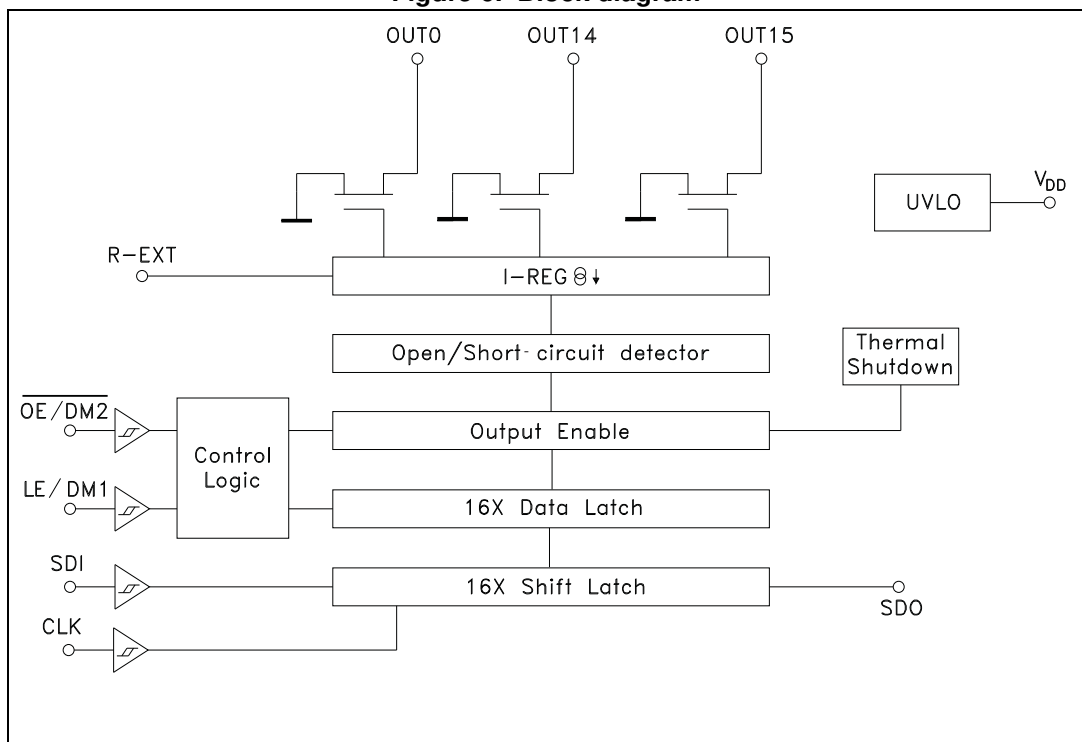 Figure 3. Block diagram
OUT0 OUT14 OUT15
UVLO
VDD
R-EXT
I-REG
Open/Short-circuit detector
Thermal
Shutdown
OE/DM2
Output Enable
Control
Logic
LE/DM1
16X Data Latch
SDI
16X Shift Latch
SDO
CLK